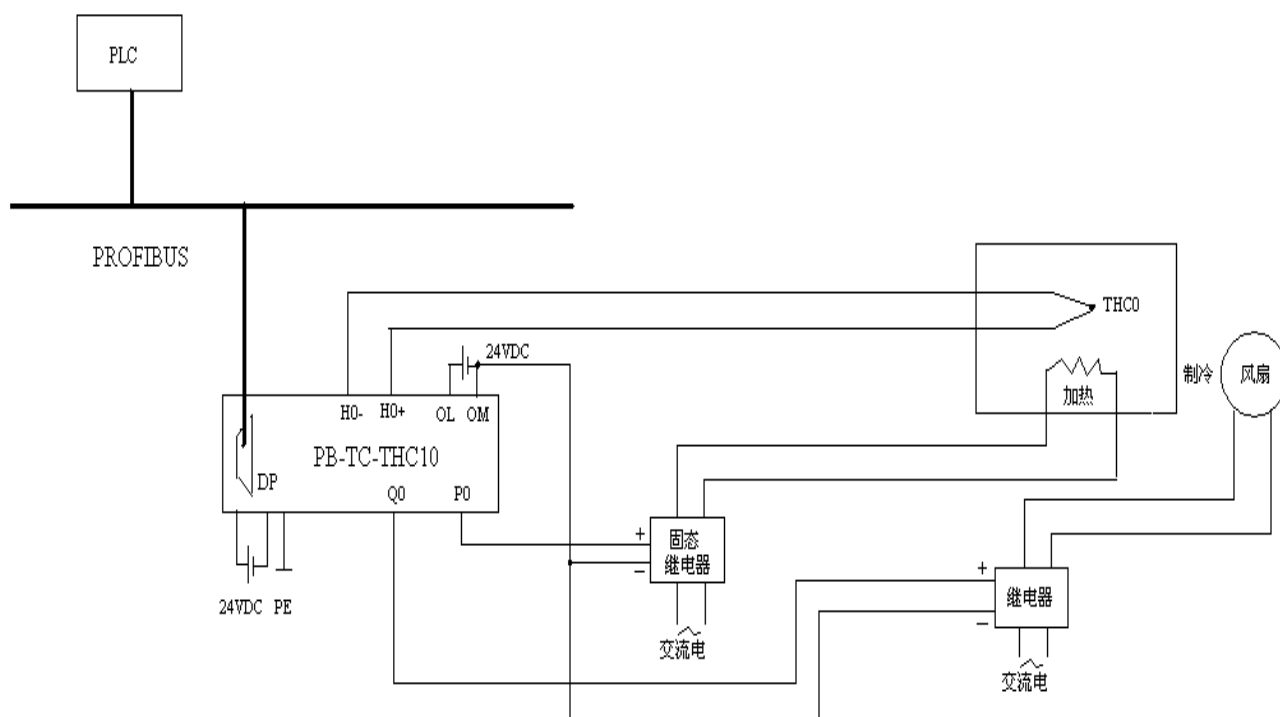 PLC
PROFIBUS
THC0
24VDC
制冷
风扇
加热
H0-
H0+
OL
OM
PB-TC-THC10
DP
Q0
P0
+
固态
继电器
−
24VDC
PE
+
继电器
−
交流电
交流电